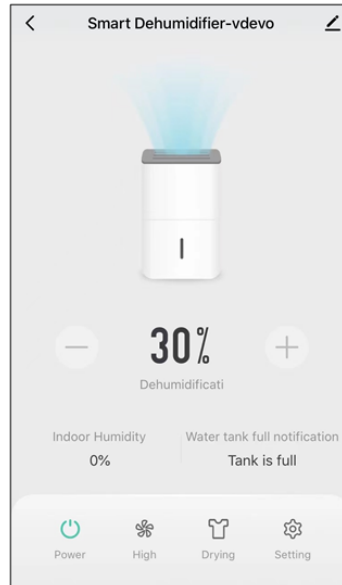 Smart Dehumidifier-vdevo
30%
Dehumidificati
Indoor Humidity Water tank full notification
0% Tank is full
Power High Drying Setting